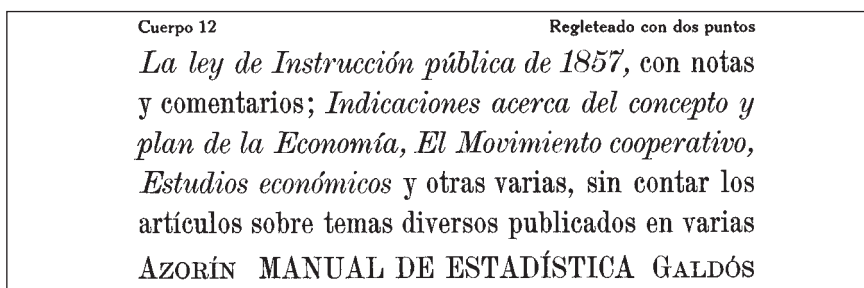 Cuerpo 12 Regleteado con dos puntos
La ley de Instrucción pública de 1857, con notas
y comentarios; Indicaciones acerca del concepto y
plan de la Economía, El Movimiento cooperativo,
Estudios económicos y otras varias, sin contar los
artículos sobre temas diversos publicados en varias
AZORÍN MANUAL DE ESTADÍSTICA GALDÓS